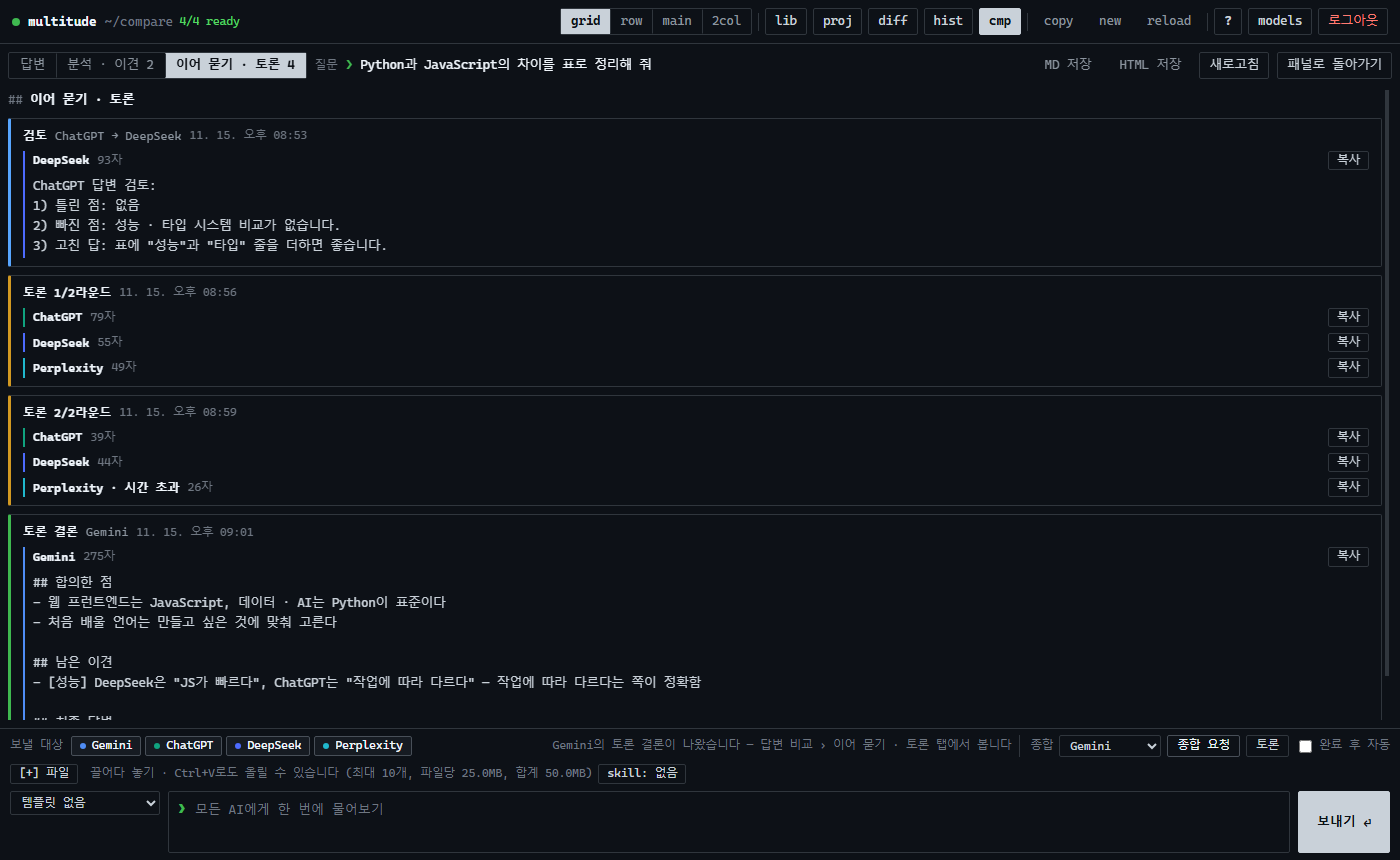 multitude ~/compare 4/4 ready grid row main 2col lib proj diff hist cmp copy new reload ? models 로그아웃
답변 분석 · 이견 2 이어 묻기 · 토론 4 질문 ❯ Python과 JavaScript의 차이를 표로 정리해 줘 MD 저장 HTML 저장 새로고침 패널로 돌아가기
## 이어 묻기 · 토론
검토 ChatGPT → DeepSeek 11. 15. 오후 08:53
DeepSeek 93자 복사
ChatGPT 답변 검토:
1) 틀린 점: 없음
2) 빠진 점: 성능 · 타입 시스템 비교가 없습니다.
3) 고친 답: 표에 "성능"과 "타입" 줄을 더하면 좋습니다.
토론 1/2라운드 11. 15. 오후 08:56
ChatGPT 79자 복사
DeepSeek 55자 복사
Perplexity 49자 복사
토론 2/2라운드 11. 15. 오후 08:59
ChatGPT 39자 복사
DeepSeek 44자 복사
Perplexity · 시간 초과 26자 복사
토론 결론 Gemini 11. 15. 오후 09:01
Gemini 275자 복사
## 합의한 점
– 웹 프런트엔드는 JavaScript, 데이터 · AI는 Python이 표준이다
– 처음 배울 언어는 만들고 싶은 것에 맞춰 고른다
## 남은 이견
– [성능] DeepSeek은 "JS가 빠르다", ChatGPT는 "작업에 따라 다르다" — 작업에 따라 다르다는 쪽이 정확함
보낼 대상 Gemini ChatGPT DeepSeek Perplexity Gemini의 토론 결론이 나왔습니다 — 답변 비교 › 이어 묻기 · 토론 탭에서 봅니다 종합 Gemini 종합 요청 토론 완료 후 자동
[+] 파일 끌어다 놓기 · Ctrl+V로도 올릴 수 있습니다 (최대 10개, 파일당 25.0MB, 합계 50.0MB) skill: 없음
템플릿 없음 ❯ 모든 AI에게 한 번에 물어보기 보내기 ↵